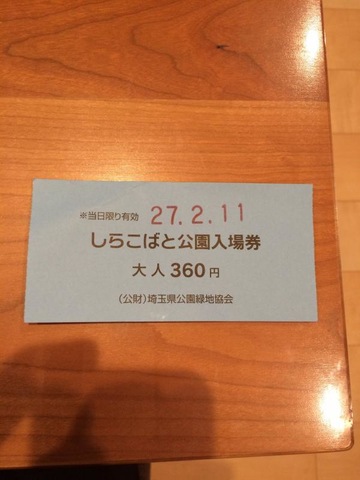 ※当日限り有効 27.2.11
しらこばと公園入場券
大人 360円
（公財）埼玉県公園緑地協会